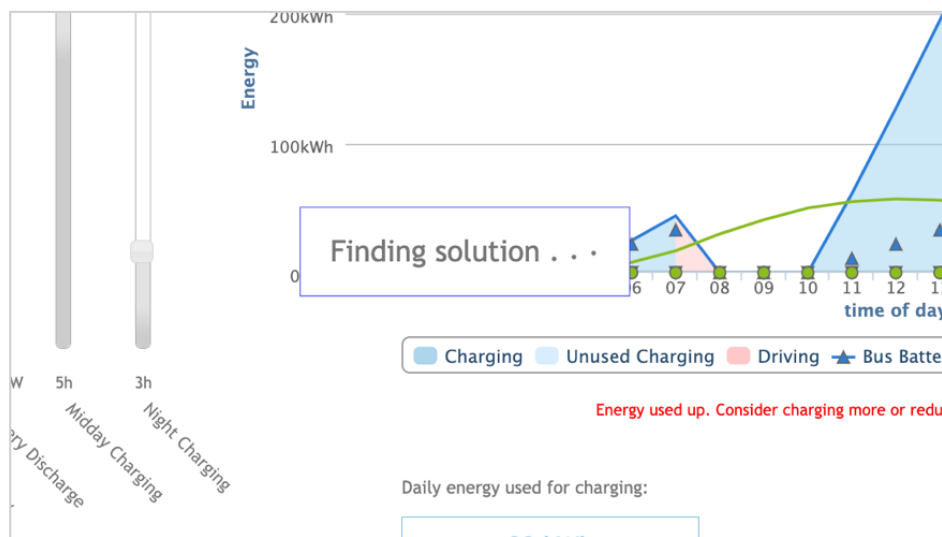 200kWh
Energy
100kWh
Finding solution . . .
0
06 07 08 09 10 11 12
time of day
Charging Unused Charging Driving Bus Batte
W 5h 3h
ery Discharge
Midday Charging
Night Charging
Energy used up. Consider charging more or redu
Daily energy used for charging: